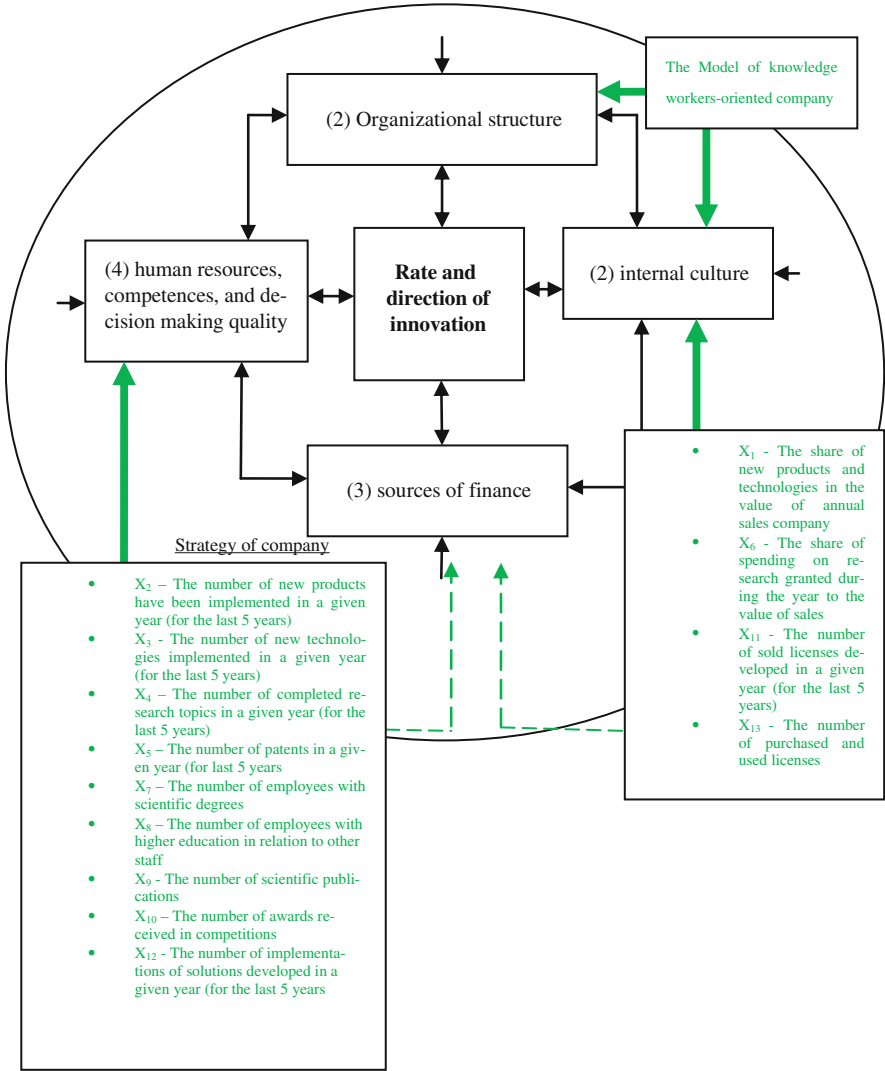 The Model of knowledge
workers-oriented company
(2) Organizational structure
(4) human resources,
competences, and de-
cision making quality
Rate and
direction of
innovation
(2) internal culture
(3) sources of finance
Strategy of company
• X₁ - The share of
new products and
technologies in the
value of annual
sales company
• X₆ - The share of
spending on re-
search granted dur-
ing the year to the
value of sales
• X₁₁ - The number
of sold licenses de-
veloped in a given
year (for the last 5
years)
• X₁₃ - The number
of purchased and
used licenses
• X₂ – The number of new products
have been implemented in a given
year (for the last 5 years)
• X₃ - The number of new technolo-
gies implemented in a given year
(for the last 5 years)
• X₄ – The number of completed re-
search topics in a given year (for the
last 5 years)
• X₅ – The number of patents in a giv-
en year (for last 5 years
• X₇ – The number of employees with
scientific degrees
• X₈ – The number of employees with
higher education in relation to other
staff
• X₉ - The number of scientific publi-
cations
• X₁₀ – The number of awards re-
ceived in competitions
• X₁₂ - The number of implementa-
tions of solutions developed in a
given year (for the last 5 years